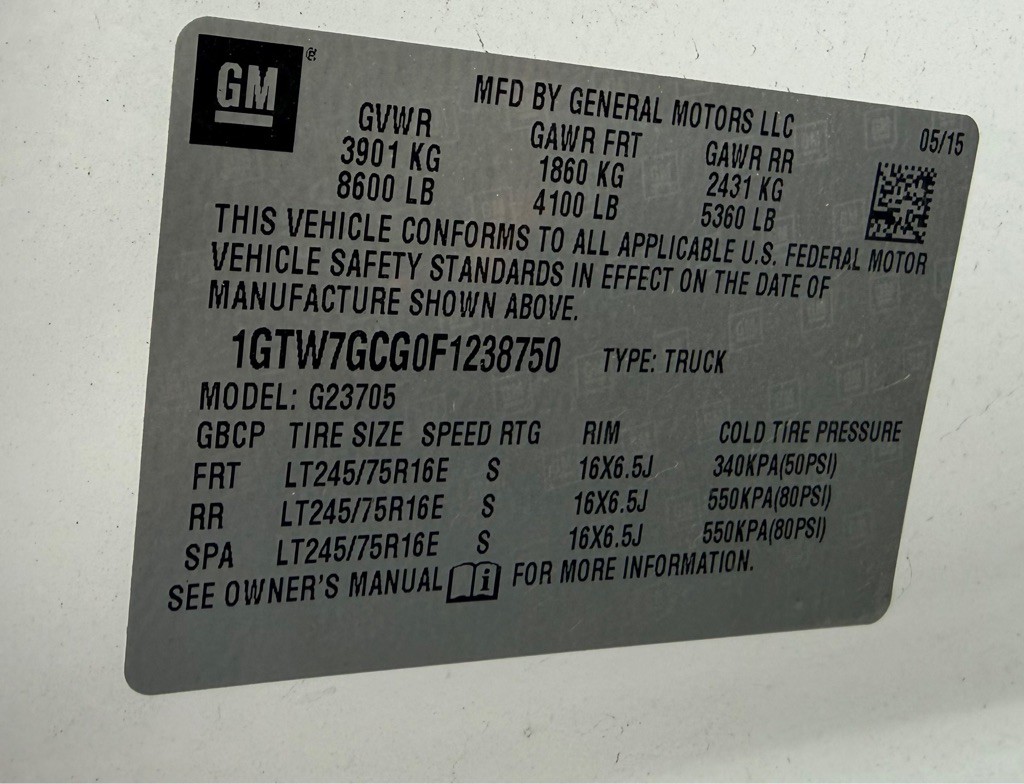 GM ®
MFD BY GENERAL MOTORS LLC
05/15
GVWR GAWR FRT GAWR RR
3901 KG 1860 KG 2431 KG
8600 LB 4100 LB 5360 LB
THIS VEHICLE CONFORMS TO ALL APPLICABLE U.S. FEDERAL MOTOR
VEHICLE SAFETY STANDARDS IN EFFECT ON THE DATE OF
MANUFACTURE SHOWN ABOVE.
1GTW7GCG0F1238750 TYPE: TRUCK
MODEL: G23705
GBCP TIRE SIZE SPEED RTG RIM COLD TIRE PRESSURE
FRT LT245/75R16E S 16X6.5J 340KPA(50PSI)
RR LT245/75R16E S 16X6.5J 550KPA(80PSI)
SPA LT245/75R16E S 16X6.5J 550KPA(80PSI)
SEE OWNER'S MANUAL i FOR MORE INFORMATION.